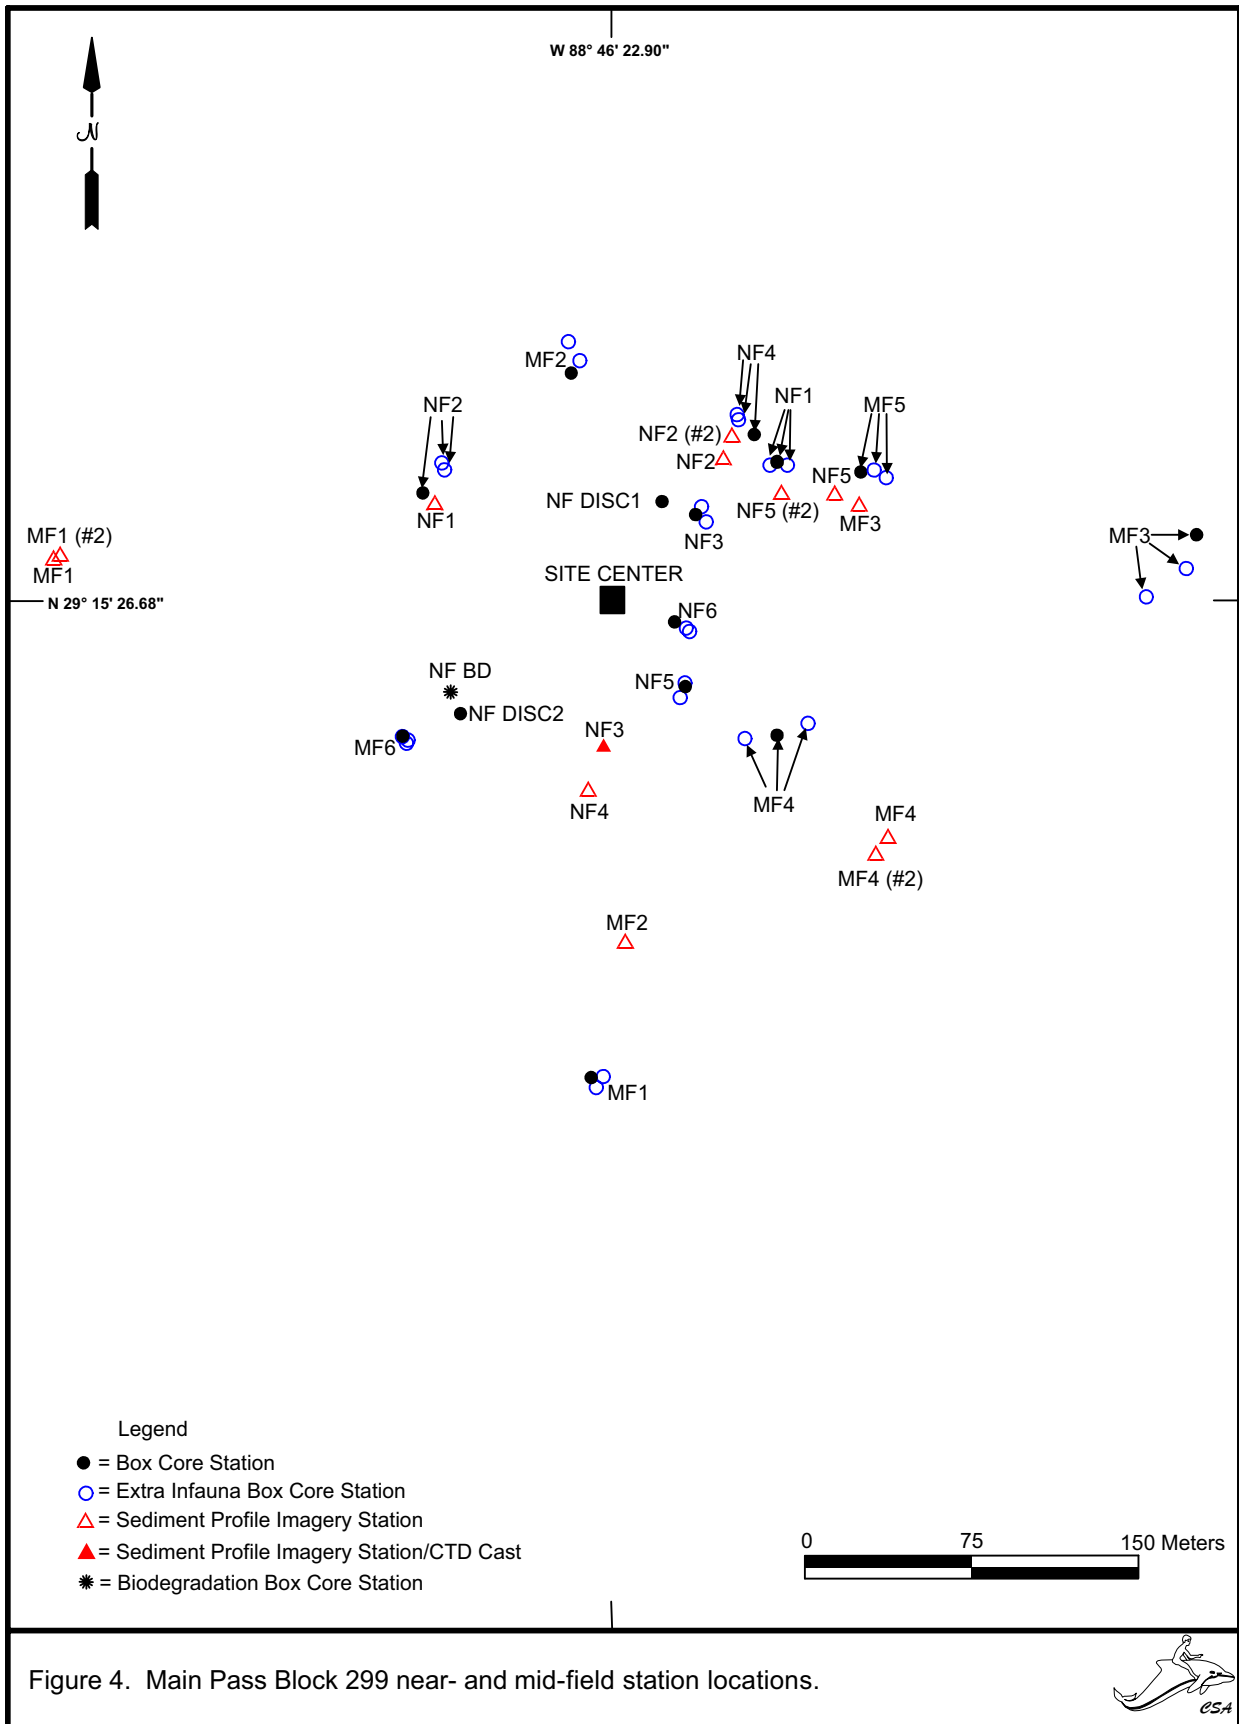 W 88° 46' 22.90"
N
MF2
NF4
NF1
MF5
NF2
NF2 (#2)
NF2
NF5
NF DISC1
NF1
NF5 (#2)
MF3
NF3
MF1 (#2)
MF1
MF3
SITE CENTER
N 29° 15' 26.68"
NF6
NF BD
NF5
NF DISC2
NF3
MF6
NF4
MF4
MF4
MF4 (#2)
MF2
MF1
Legend
= Box Core Station
= Extra Infauna Box Core Station
= Sediment Profile Imagery Station
= Sediment Profile Imagery Station/CTD Cast
= Biodegradation Box Core Station
0 75 150 Meters
Figure 4. Main Pass Block 299 near- and mid-field station locations.
CSA